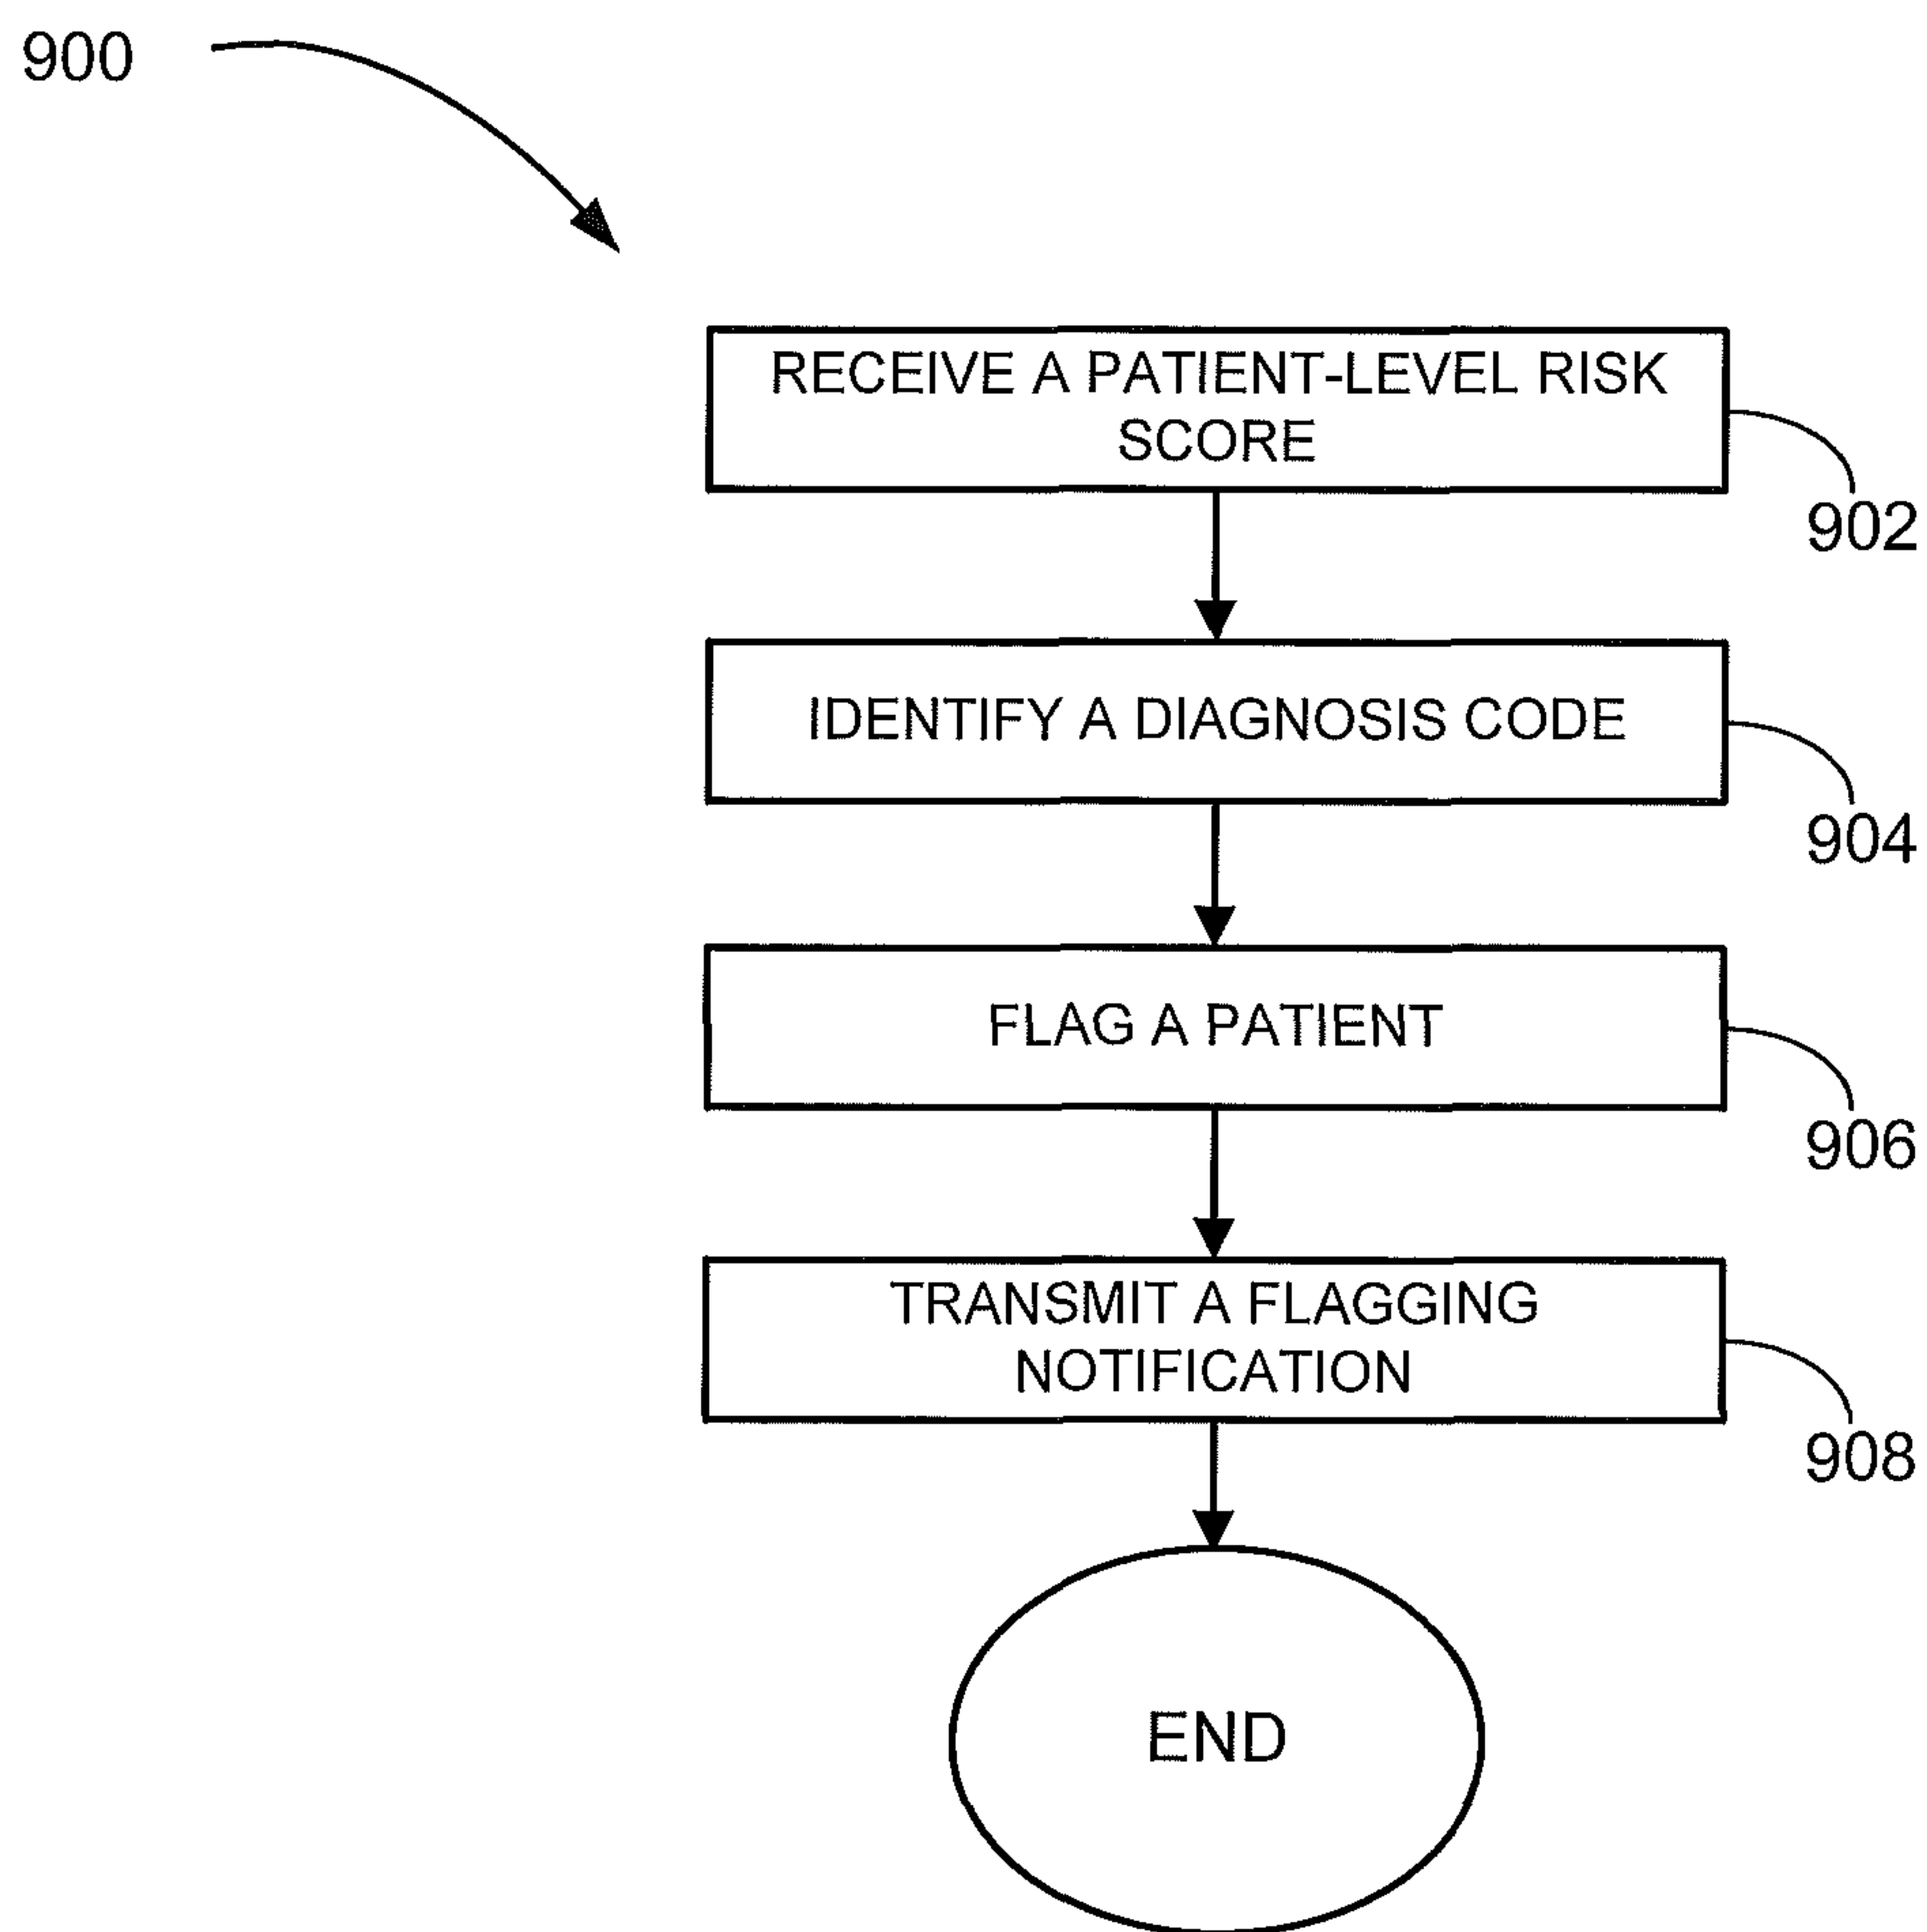 900
RECEIVE A PATIENT-LEVEL RISK
SCORE
902
IDENTIFY A DIAGNOSIS CODE
904
FLAG A PATIENT
906
TRANSMIT A FLAGGING
NOTIFICATION
908
END